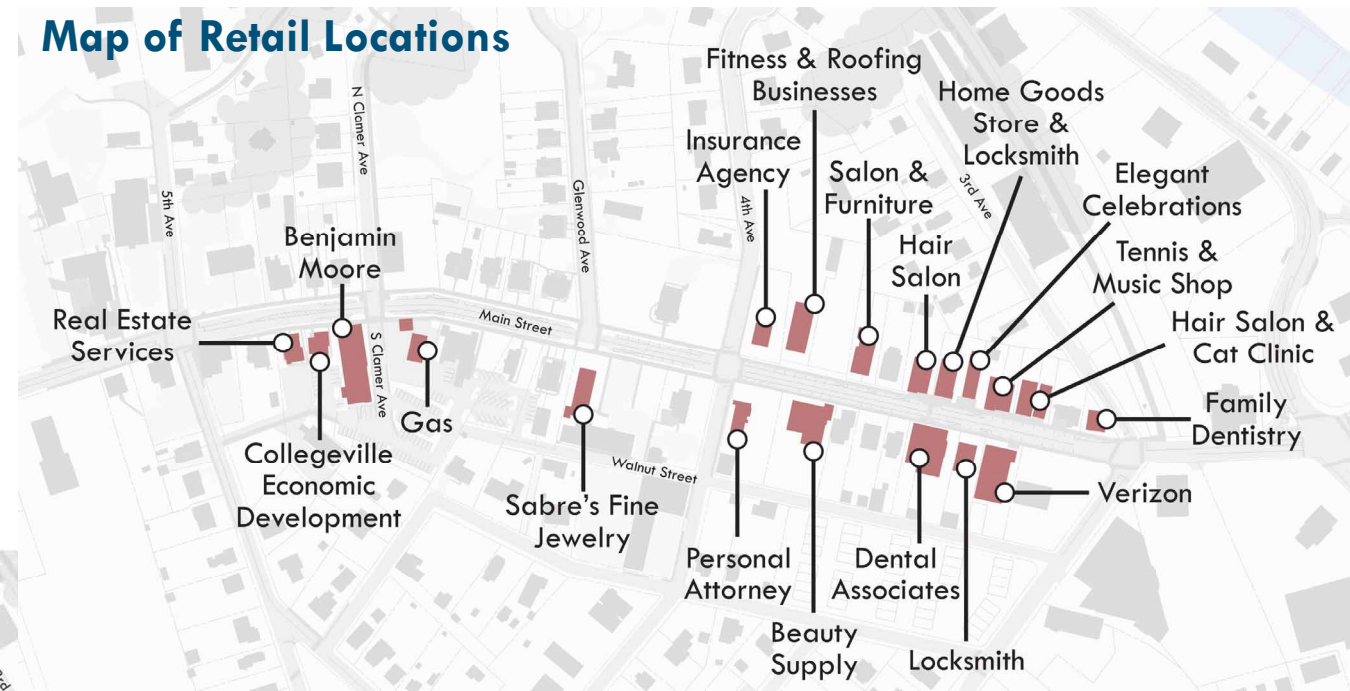 Map of Retail Locations
Fitness & Roofing
Businesses
Home Goods
Store &
Locksmith
Insurance
Agency
Salon &
Furniture
Elegant
Celebrations
Hair
Salon
Tennis &
Music Shop
Hair Salon &
Cat Clinic
Family
Dentistry
Benjamin
Moore
Real Estate
Services
Collegeville
Economic
Development
Gas
Sabre's Fine
Jewelry
Personal
Attorney
Beauty
Supply
Dental
Associates
Locksmith
Verizon
N Clamer Ave
5th Ave
Glenwood Ave
4th Ave
3rd Ave
Main Street
S Clamer Ave
Walnut Street
3rd